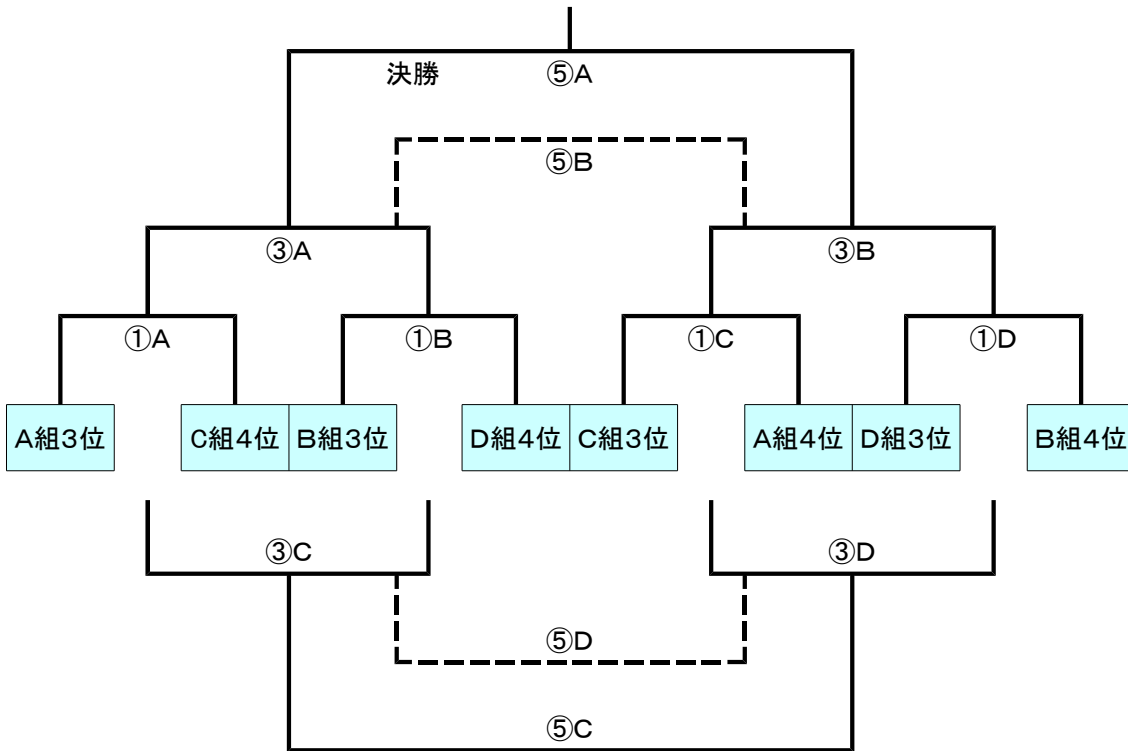 決勝 ⑤A
⑤B
③A ③B
①A ①B ①C ①D
A組3位 C組4位 B組3位 D組4位 C組3位 A組4位 D組3位 B組4位
③C ③D
⑤D
⑤C